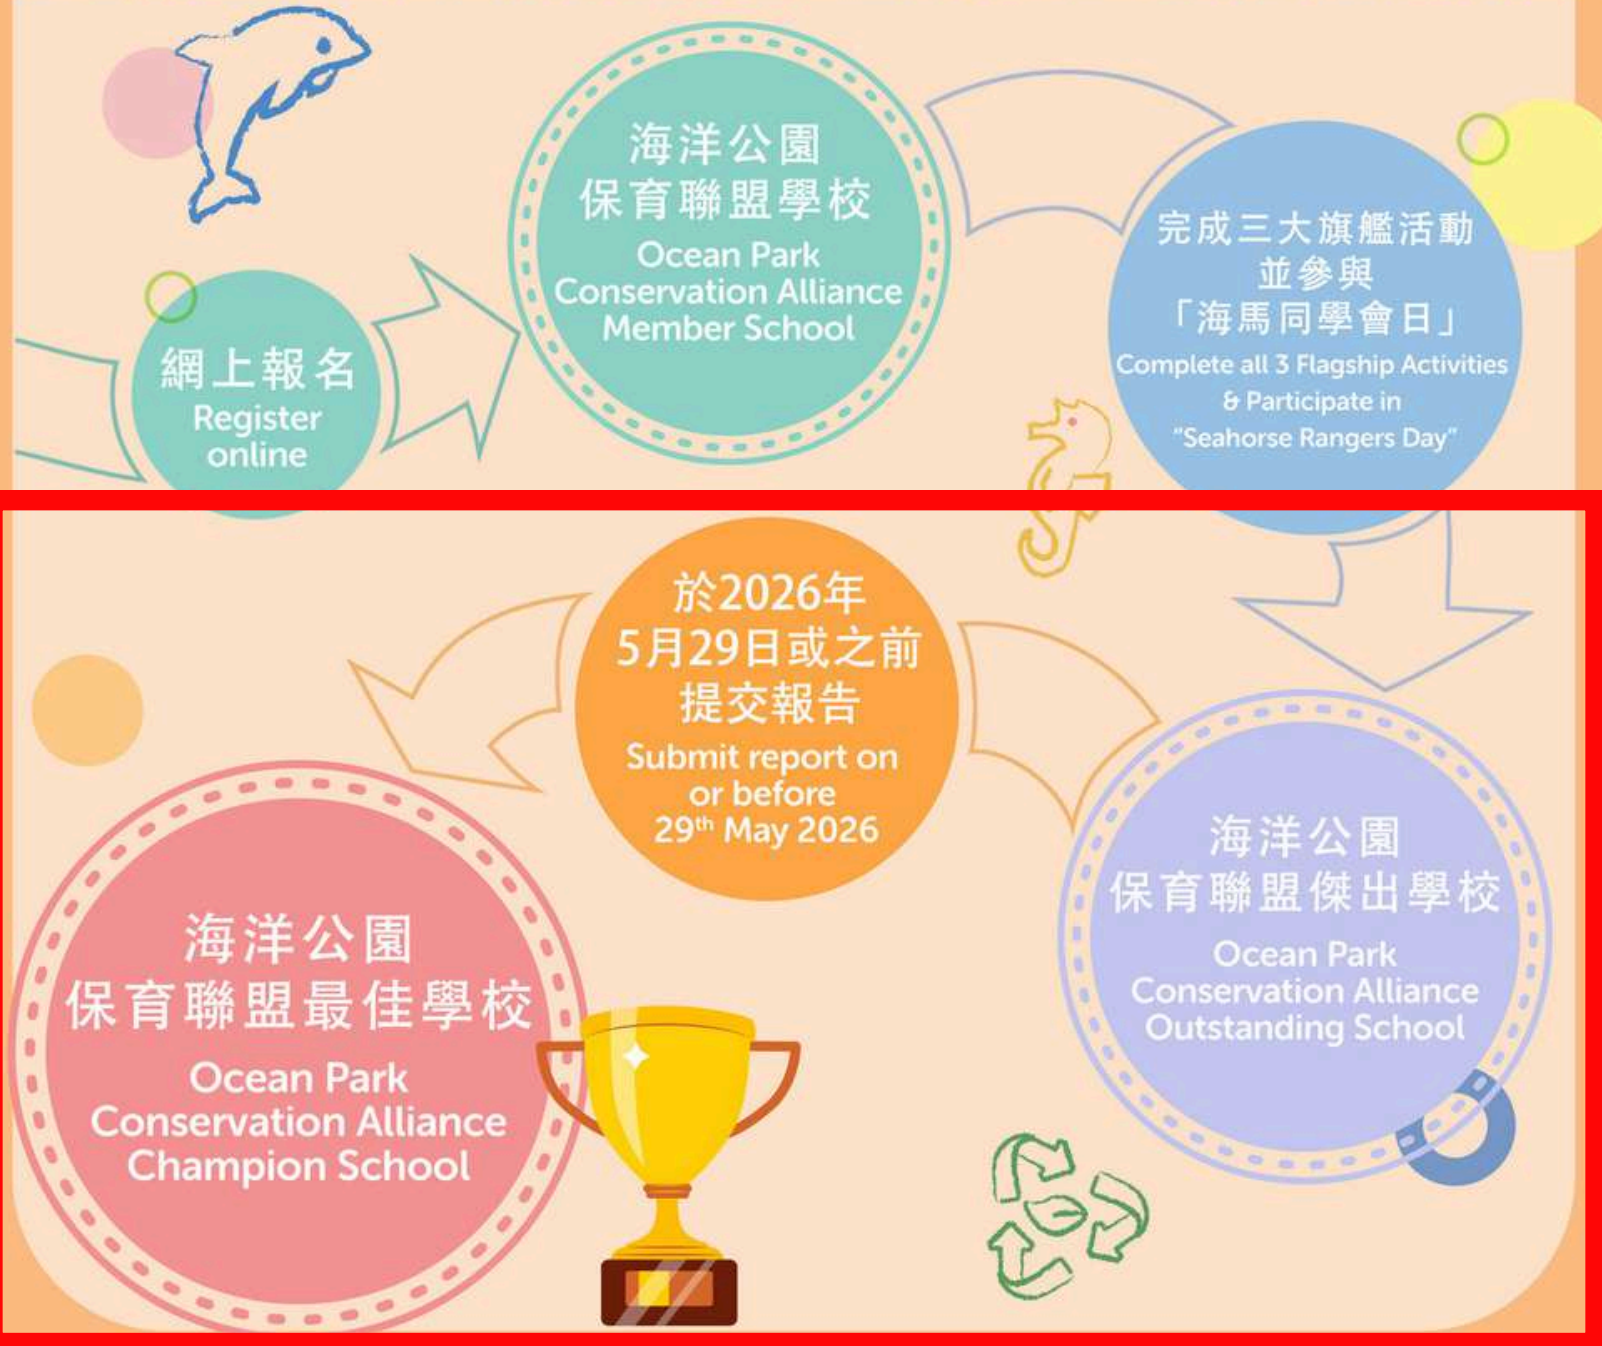 網上報名
Register
online
海洋公園
保育聯盟學校
Ocean Park
Conservation Alliance
Member School
完成三大旗艦活動
並參與
「海馬同學會日」
Complete all 3 Flagship Activities
& Participate in
"Seahorse Rangers Day"
海洋公園
保育聯盟傑出學校
Ocean Park
Conservation Alliance
Outstanding School
於2026年
5月29日或之前
提交報告
Submit report on
or before
29th May 2026
海洋公園
保育聯盟最佳學校
Ocean Park
Conservation Alliance
Champion School